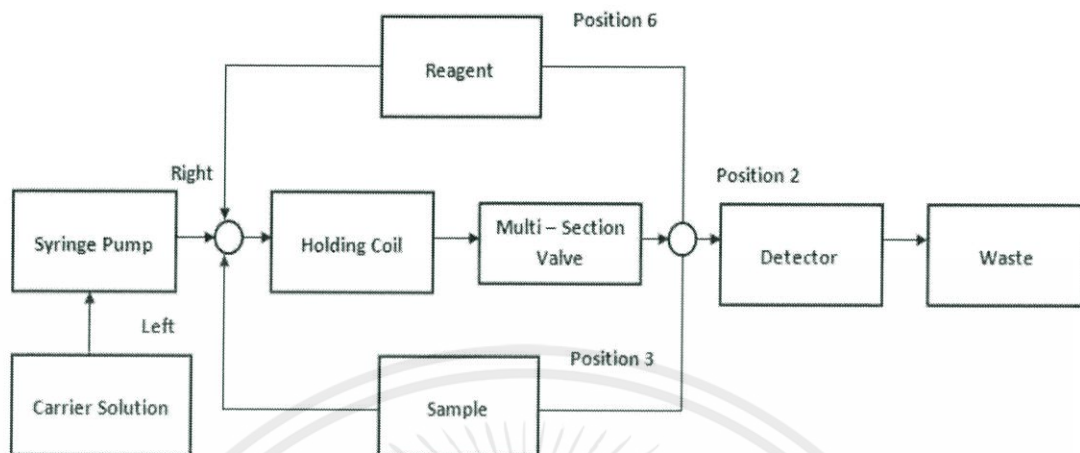 Position 6
Reagent
Right
Position 2
Syringe Pump
Holding Coil
Multi – Section
Valve
Detector
Waste
Left
Position 3
Carrier Solution
Sample